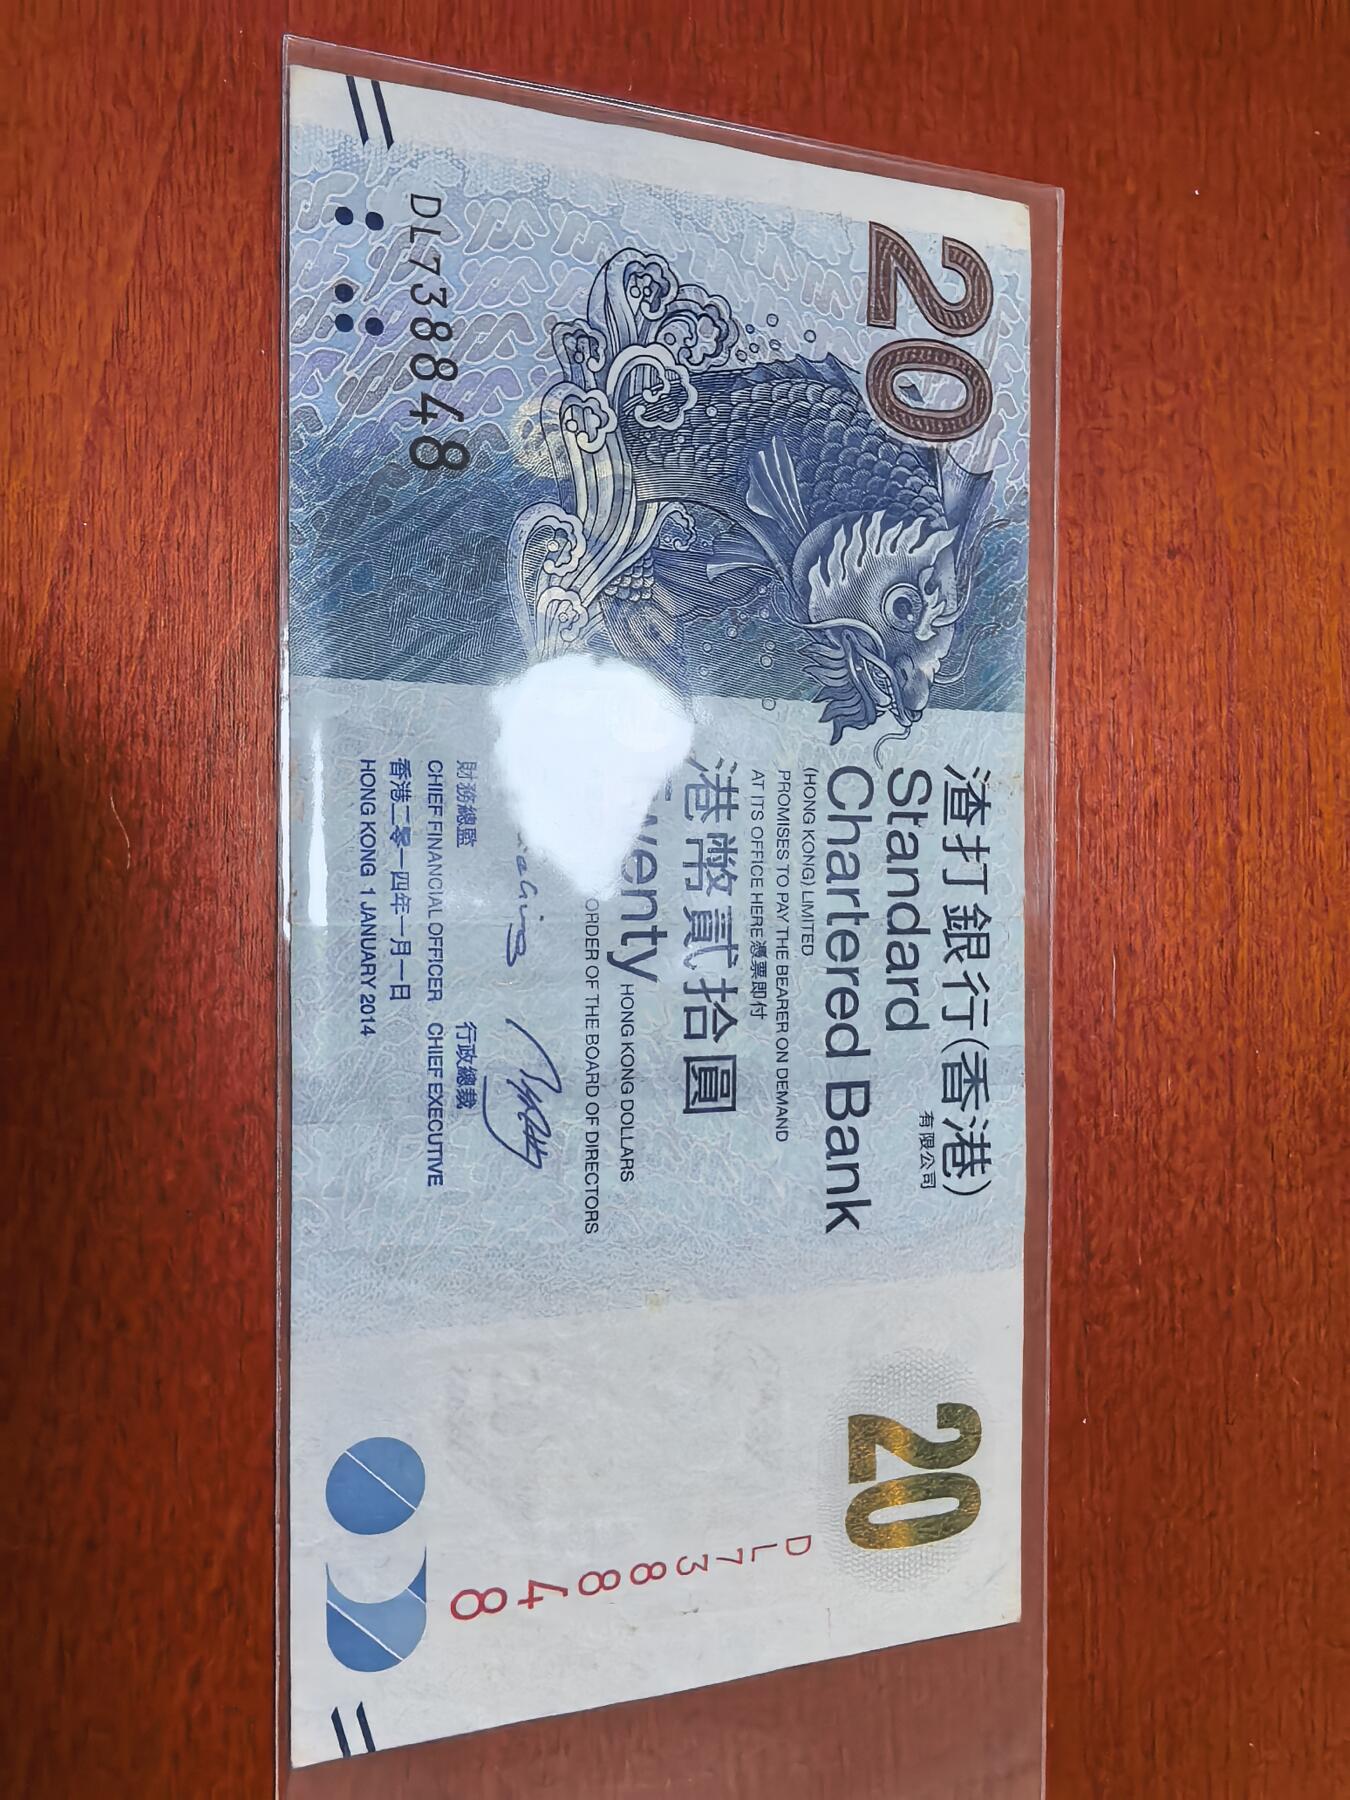 20
渣打銀行(香港)
有限公司
Standard
Chartered Bank
(HONG KONG) LIMITED
PROMISES TO PAY THE BEARER ON DEMAND
AT ITS OFFICE HERE 憑票即付
港幣貳拾圓
HONG KONG DOLLARS
ORDER OF THE BOARD OF DIRECTORS
財務總監 行政總裁
CHIEF FINANCIAL OFFICER CHIEF EXECUTIVE
香港二零一四年一月一日
HONG KONG 1 JANUARY 2014
DL738848
20
DL738848